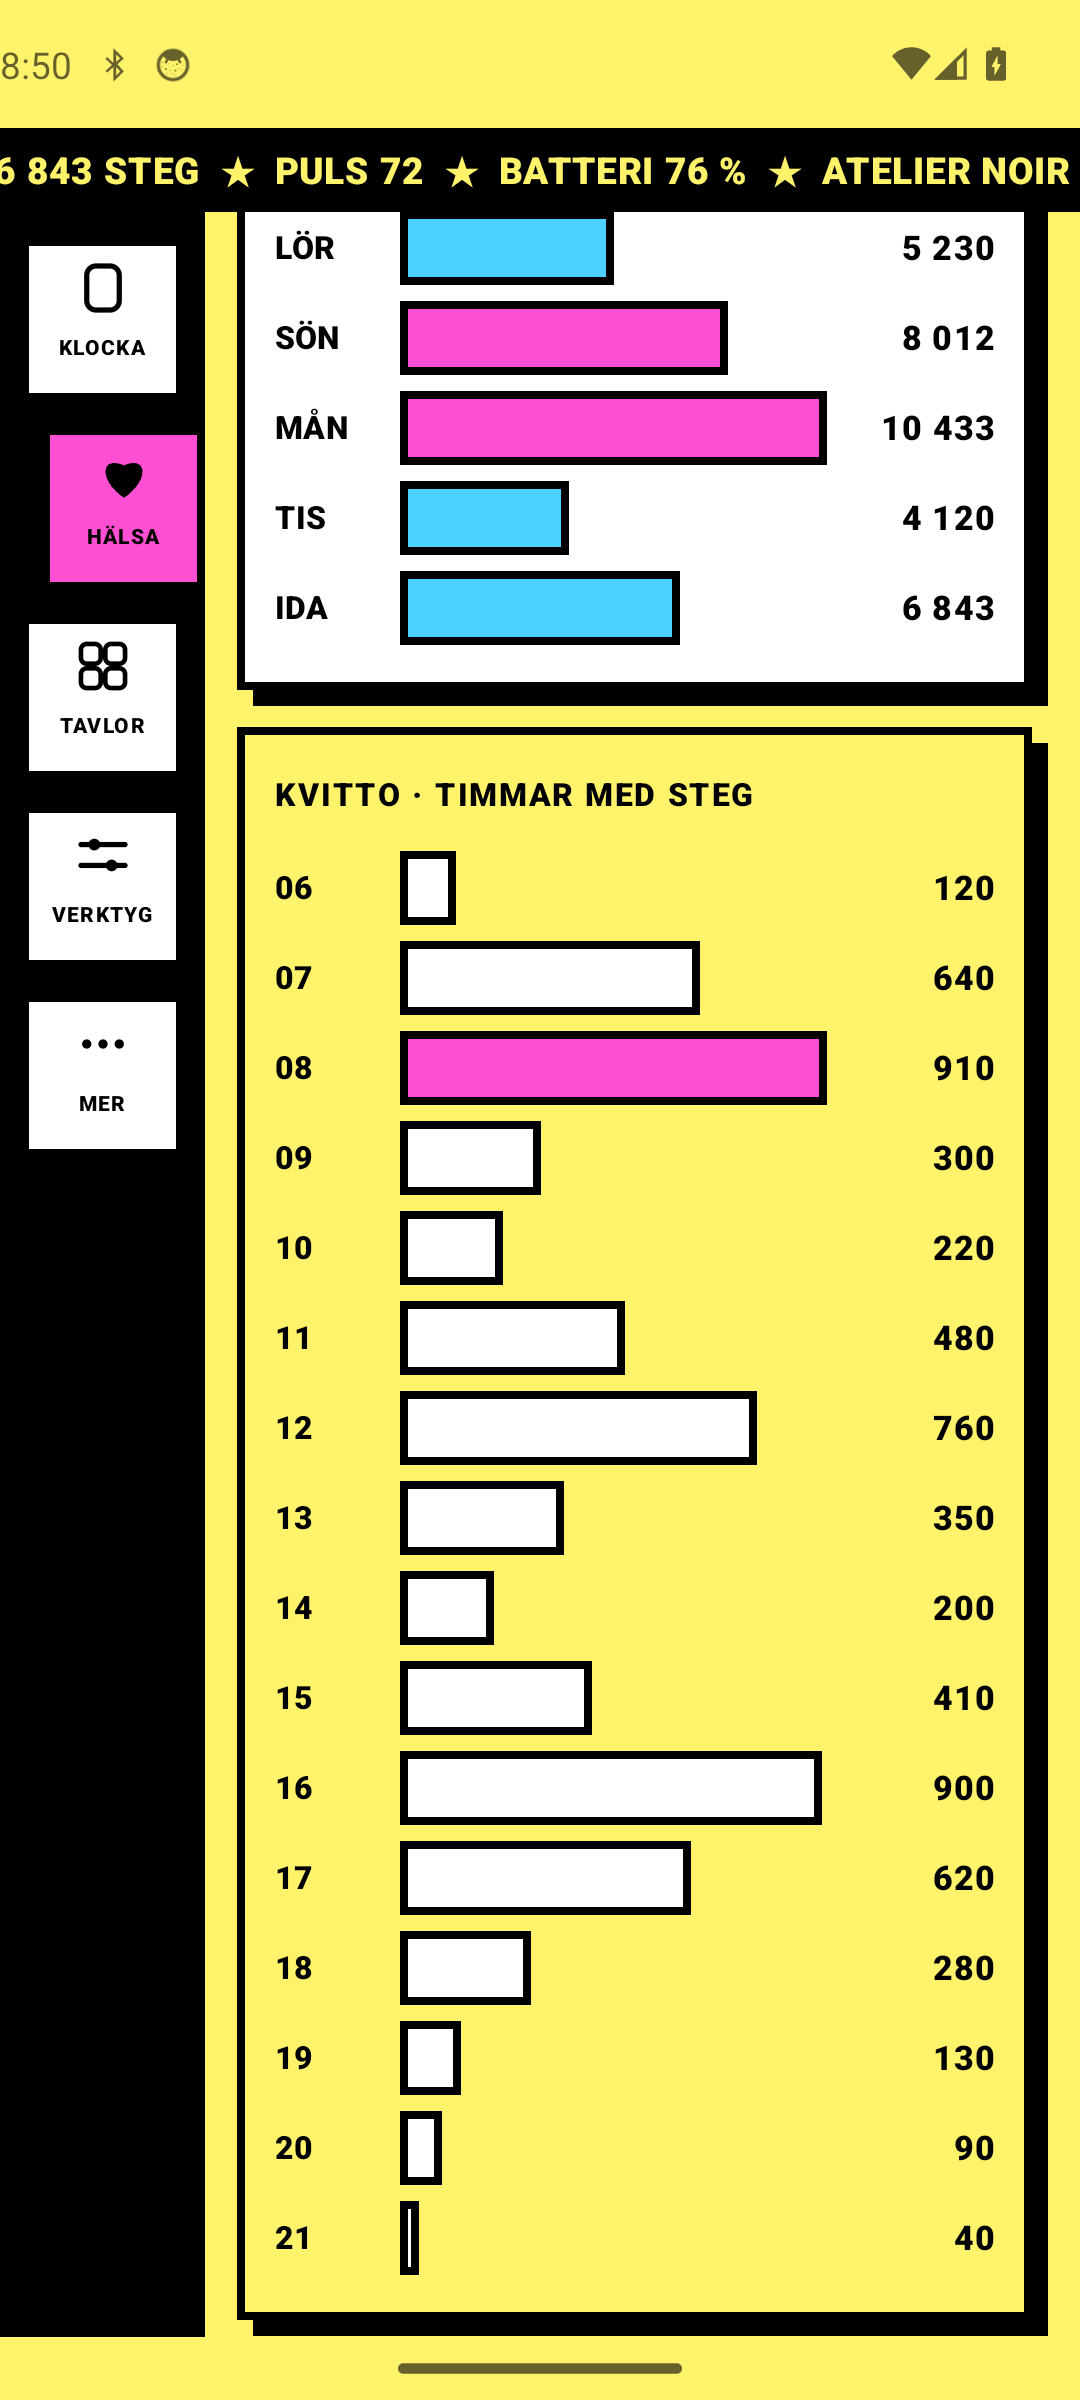 8:50
6 843 STEG ★ PULS 72 ★ BATTERI 76 % ★ ATELIER NOIR
KLOCKA
HÄLSA
TAVLOR
VERKTYG
MER
LÖR 5 230
SÖN 8 012
MÅN 10 433
TIS 4 120
IDA 6 843
KVITTO · TIMMAR MED STEG
06 120
07 640
08 910
09 300
10 220
11 480
12 760
13 350
14 200
15 410
16 900
17 620
18 280
19 130
20 90
21 40